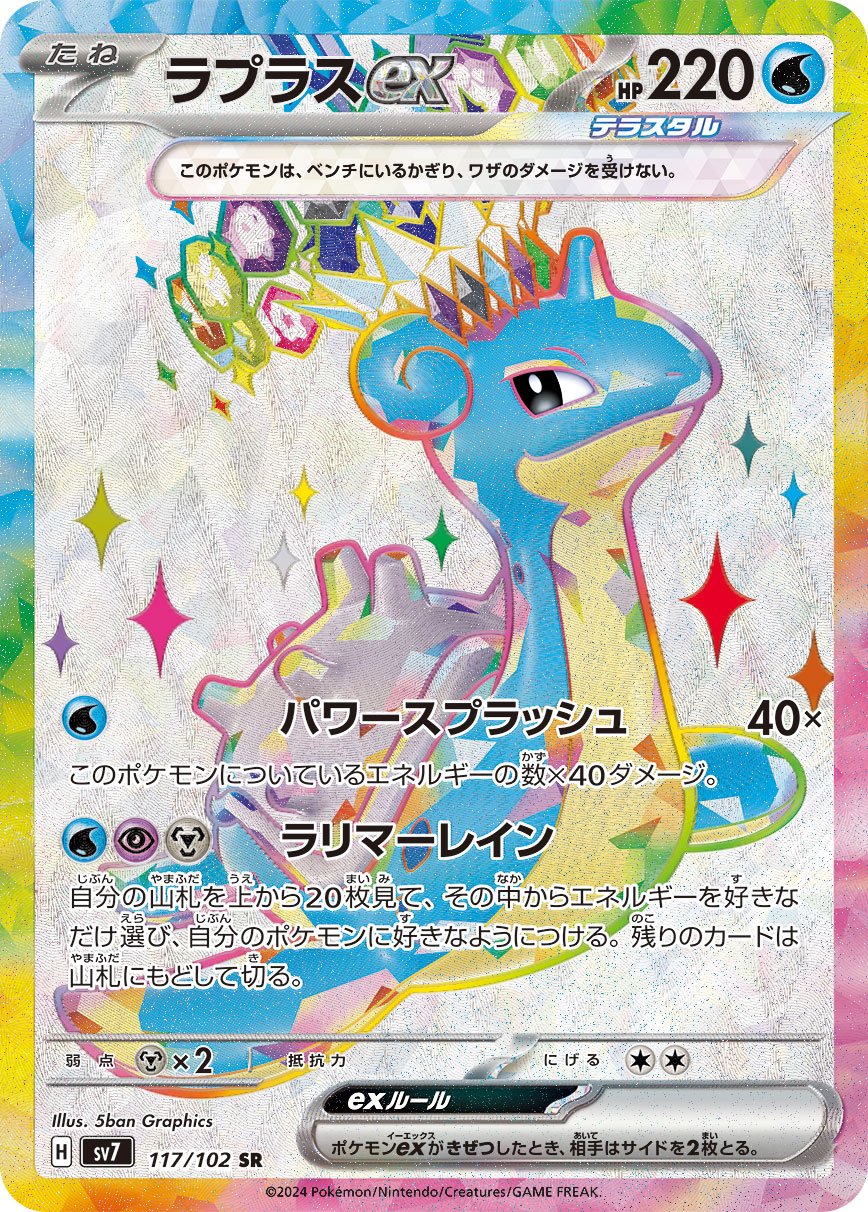 たね
ラプラスex
HP220
テラスタル
このポケモンは、ベンチにいるかぎり、ワザのダメージを受けない。
パワースプラッシュ 40×
このポケモンについているエネルギーの数×40ダメージ。
ラリマーレイン
自分の山札を上から20枚見て、その中からエネルギーを好きな
だけ選び、自分のポケモンに好きなようにつける。残りのカードは
山札にもどして切る。
弱点 ×2 抵抗力 にげる
exルール
ポケモンexがきぜつしたとき、相手はサイドを2枚とる。
Illus. 5ban Graphics
H sv7 117/102 SR
©2024 Pokémon/Nintendo/Creatures/GAME FREAK.